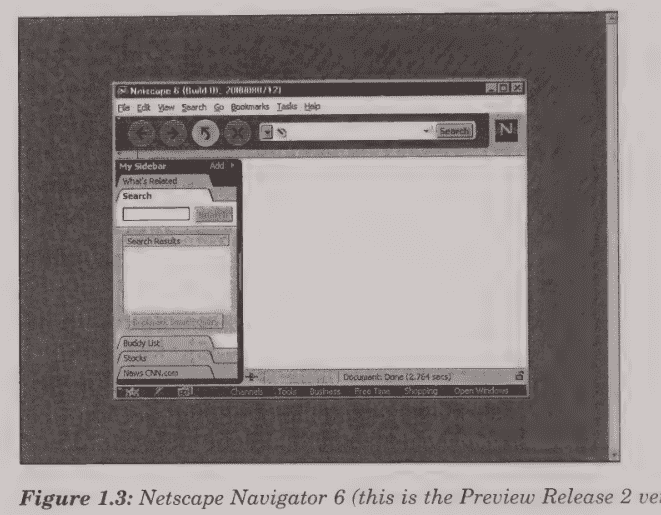 Netscape 6
File Edit View Search Go Bookmarks Tasks Help
Search
N
My Sidebar Add
What's Related
Search
Search
Search Results
Buddy List
Stocks
News CNN.com
Document: Done (2.764 secs)
Channels Tools Business Free Time Shopping Open Windows
Figure 1.3: Netscape Navigator 6 (this is the Preview Release 2 ve